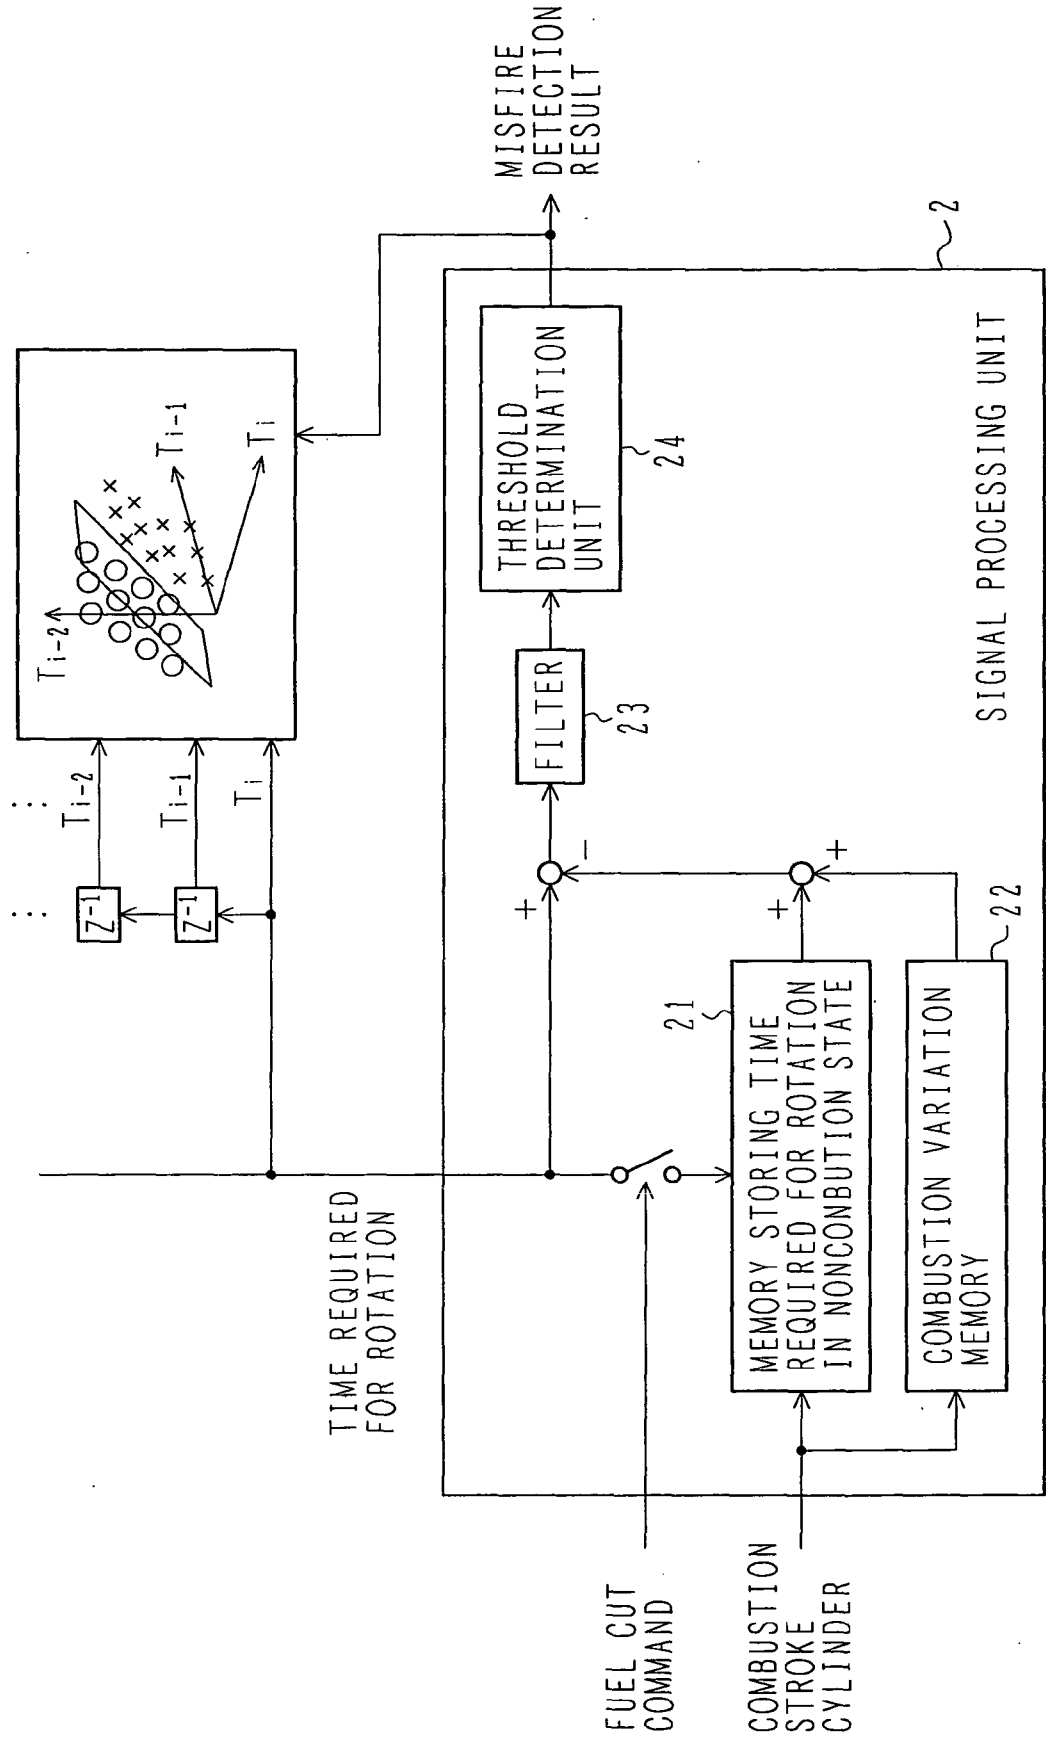 ...
...
Z-1
Z-1
Ti-2
Ti-1
Ti
Ti-2
Ti-1
Ti
TIME REQUIRED
FOR ROTATION
FUEL CUT
COMMAND
COMBUSTION
STROKE
CYLINDER
21
MEMORY STORING TIME
REQUIRED FOR ROTATION
IN NONCONBUTION STATE
COMBUSTION VARIATION
MEMORY
22
+
+
+
−
FILTER
23
THRESHOLD
DETERMINATION
UNIT
24
SIGNAL PROCESSING UNIT
2
MISFIRE
DETECTION
RESULT